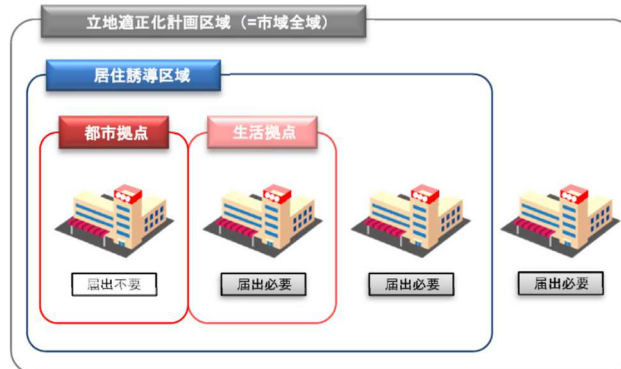 立地適正化計画区域（=市域全域）
居住誘導区域
都市拠点
生活拠点
届出不要
届出必要
届出必要
届出必要